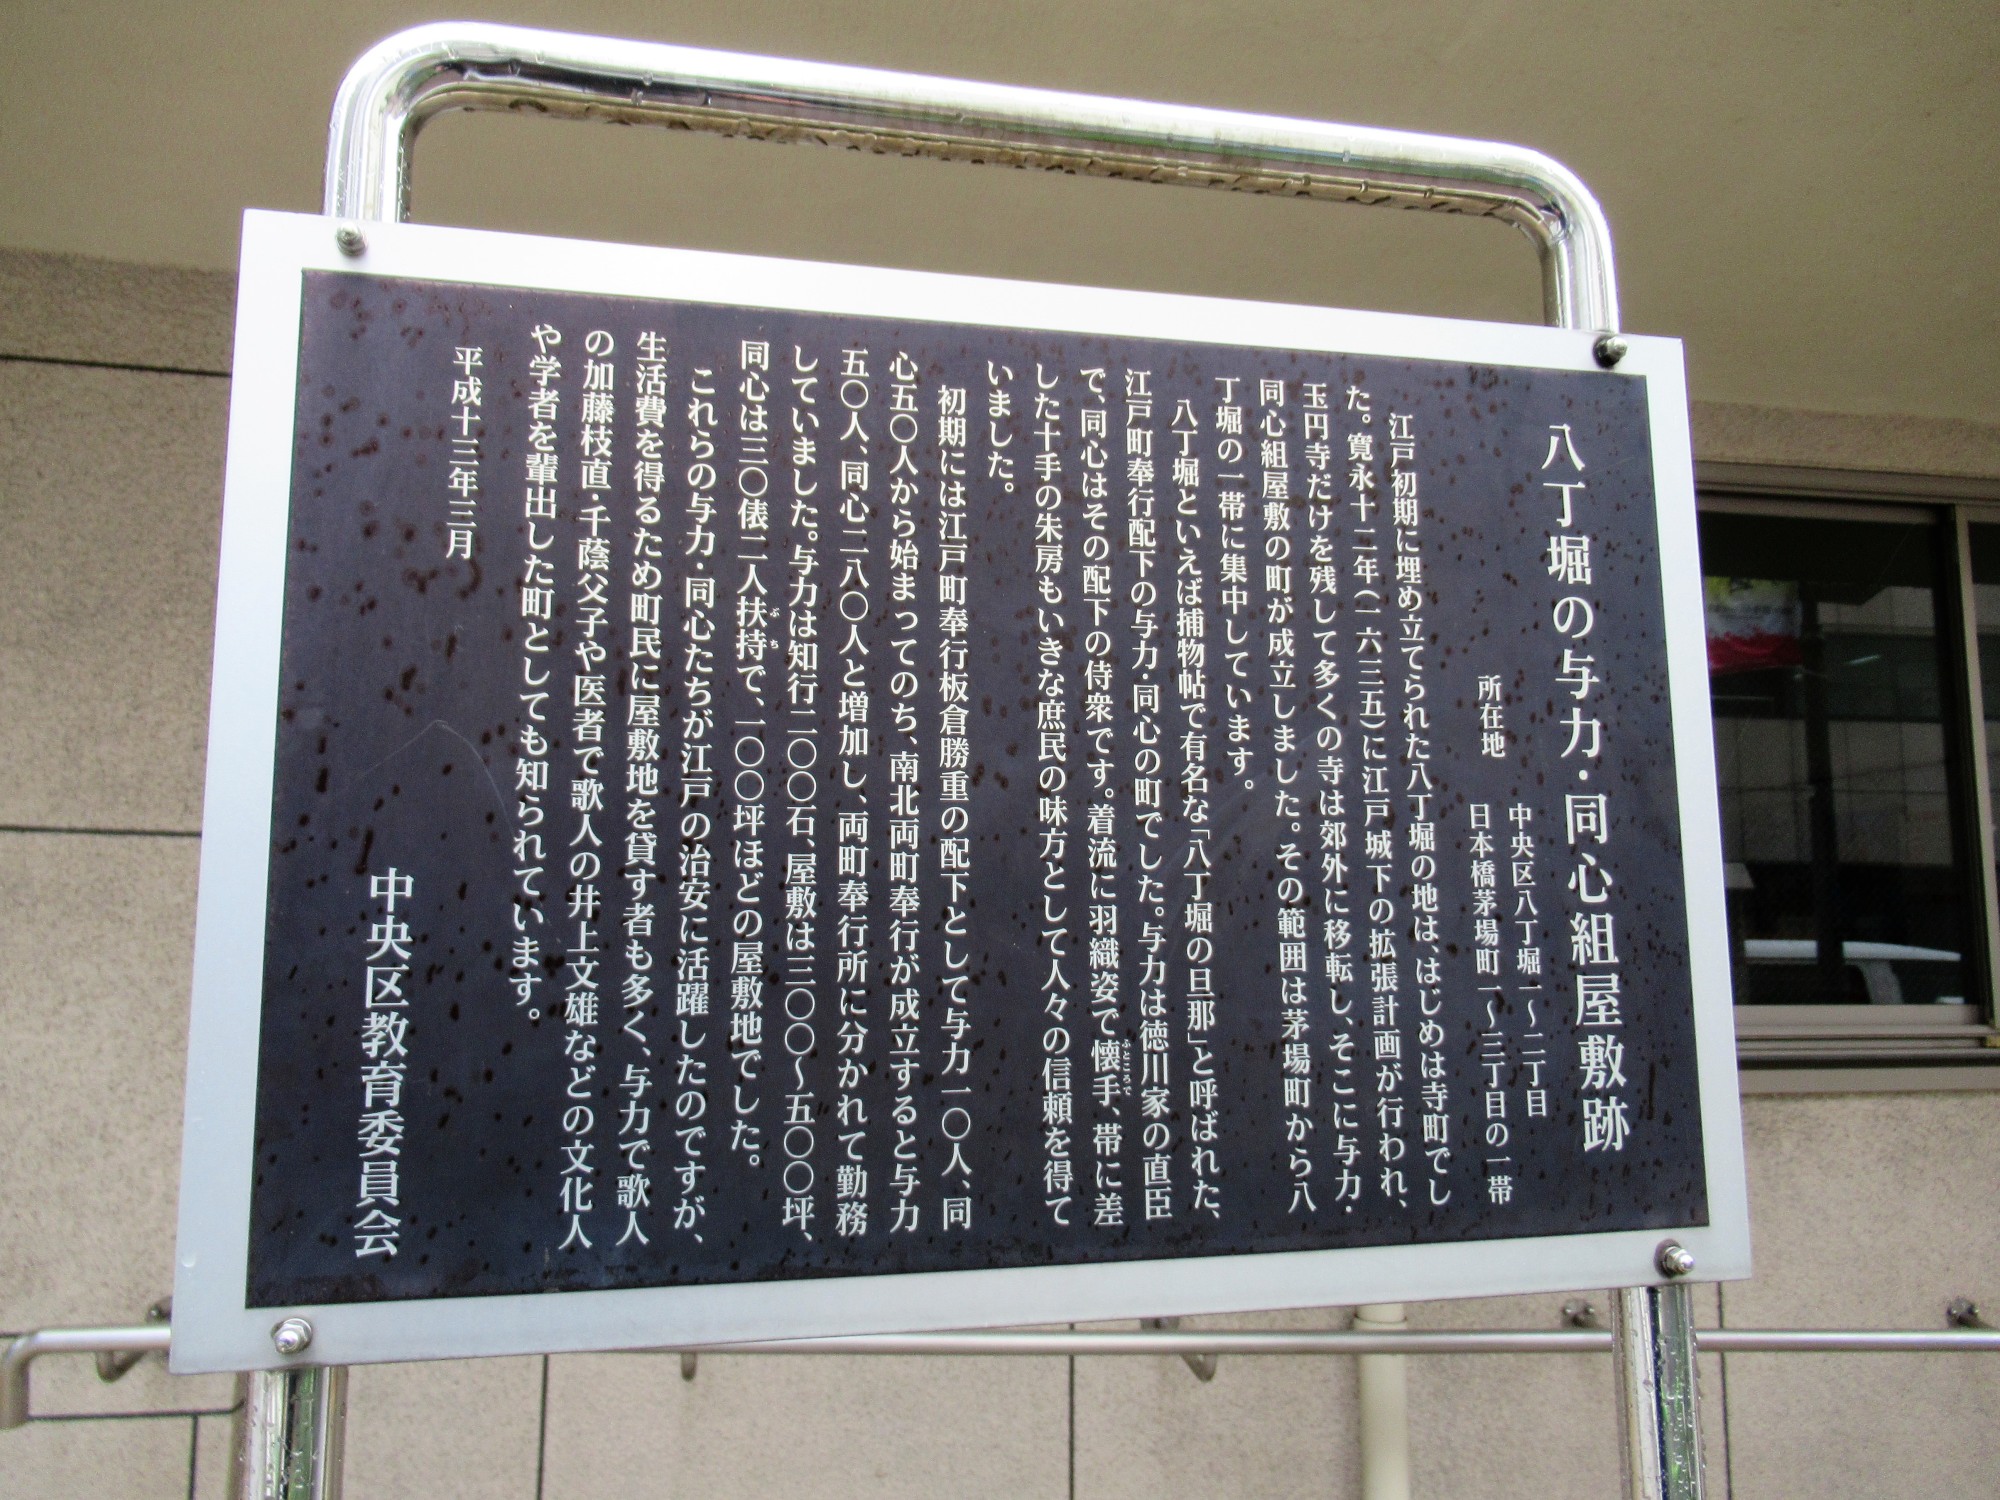 八丁堀の与力・同心組屋敷跡
所在地 中央区八丁堀一～二丁目
日本橋茅場町一～三丁目の一帯
江戸初期に埋め立てられた八丁堀の地は、はじめは寺町でし
た。寛永十二年(一六三五)に江戸城下の拡張計画が行われ、
玉円寺だけを残して多くの寺は郊外に移転し、そこに与力・
同心組屋敷の町が成立しました。その範囲は茅場町から八
丁堀の一帯に集中しています。
八丁堀といえば捕物帖で有名な「八丁堀の旦那」と呼ばれた、
江戸町奉行配下の与力・同心の町でした。与力は徳川家の直臣
で、同心はその配下の侍衆です。着流に羽織姿で懐手、帯に差
ふところで
した十手の朱房もいきな庶民の味方として人々の信頼を得て
いました。
初期には江戸町奉行板倉勝重の配下として与力一〇人、同
心五〇人から始まってのち、南北両町奉行が成立すると与力
五〇人、同心二八〇人と増加し、両町奉行所に分かれて勤務
していました。与力は知行二〇〇石、屋敷は三〇〇～五〇〇坪、
同心は三〇俵二人扶持で、一〇〇坪ほどの屋敷地でした。
ぶち
これらの与力・同心たちが江戸の治安に活躍したのですが、
生活費を得るため町民に屋敷地を貸す者も多く、与力で歌人
の加藤枝直・千蔭父子や医者で歌人の井上文雄などの文化人
や学者を輩出した町としても知られています。
平成十三年三月
中央区教育委員会